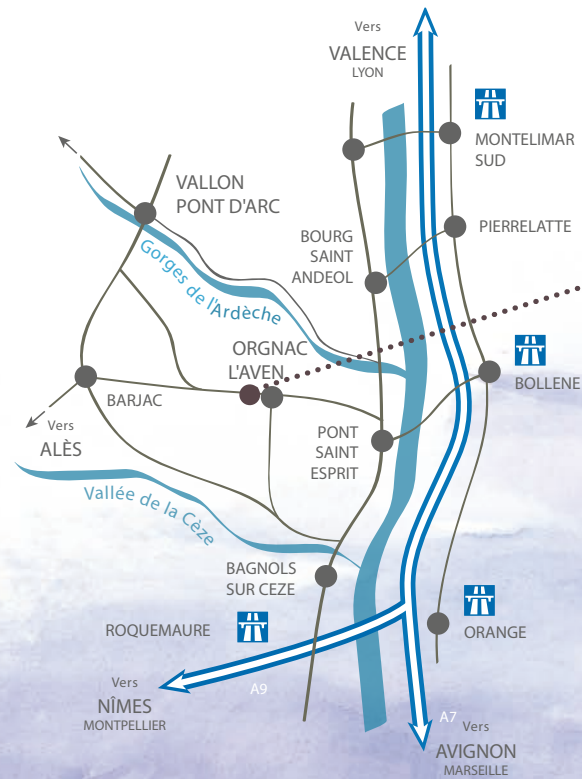 Vers
VALENCE
LYON
MONTELIMAR
SUD
VALLON
PONT D'ARC
PIERRELATTE
BOURG
SAINT
ANDEOL
Gorges de l'Ardèche
ORGNAC
L'AVEN
BOLLENE
BARJAC
Vers
ALÈS
PONT
SAINT
ESPRIT
Vallée de la Cèze
BAGNOLS
SUR CEZE
ROQUEMAURE
ORANGE
Vers
NÎMES
MONTPELLIER
A9
A7
Vers
AVIGNON
MARSEILLE